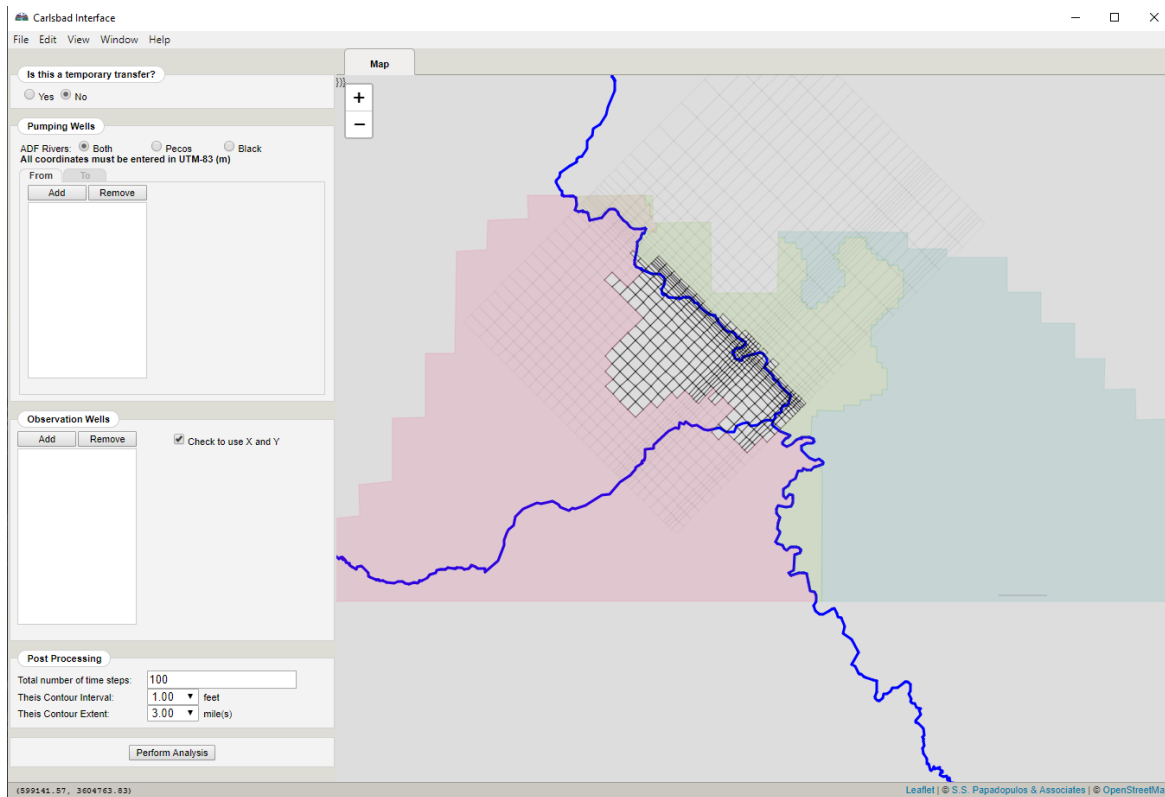 Carlsbad Interface
File Edit View Window Help
Is this a temporary transfer?
Yes No
Pumping Wells
ADF Rivers: Both Pecos Black
All coordinates must be entered in UTM-83 (m)
From To
Add Remove
Observation Wells
Add Remove Check to use X and Y
Post Processing
Total number of time steps: 100
Theis Contour Interval: 1.00 feet
Theis Contour Extent: 3.00 mile(s)
Perform Analysis
(599141.57, 3604763.83)
Map
}}}
+
−
Leaflet | © S.S. Papadopulos & Associates | © OpenStreetMa